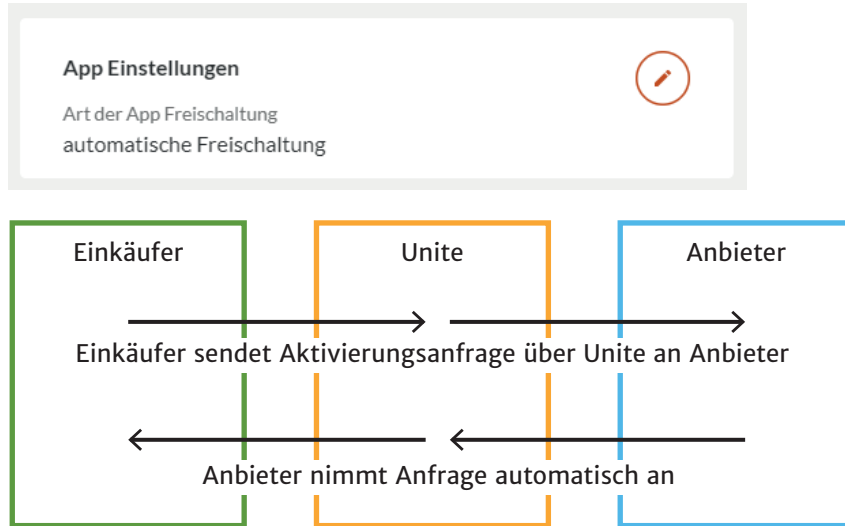 App Einstellungen
Art der App Freischaltung
automatische Freischaltung
Einkäufer Unite Anbieter
Einkäufer sendet Aktivierungsanfrage über Unite an Anbieter
Anbieter nimmt Anfrage automatisch an